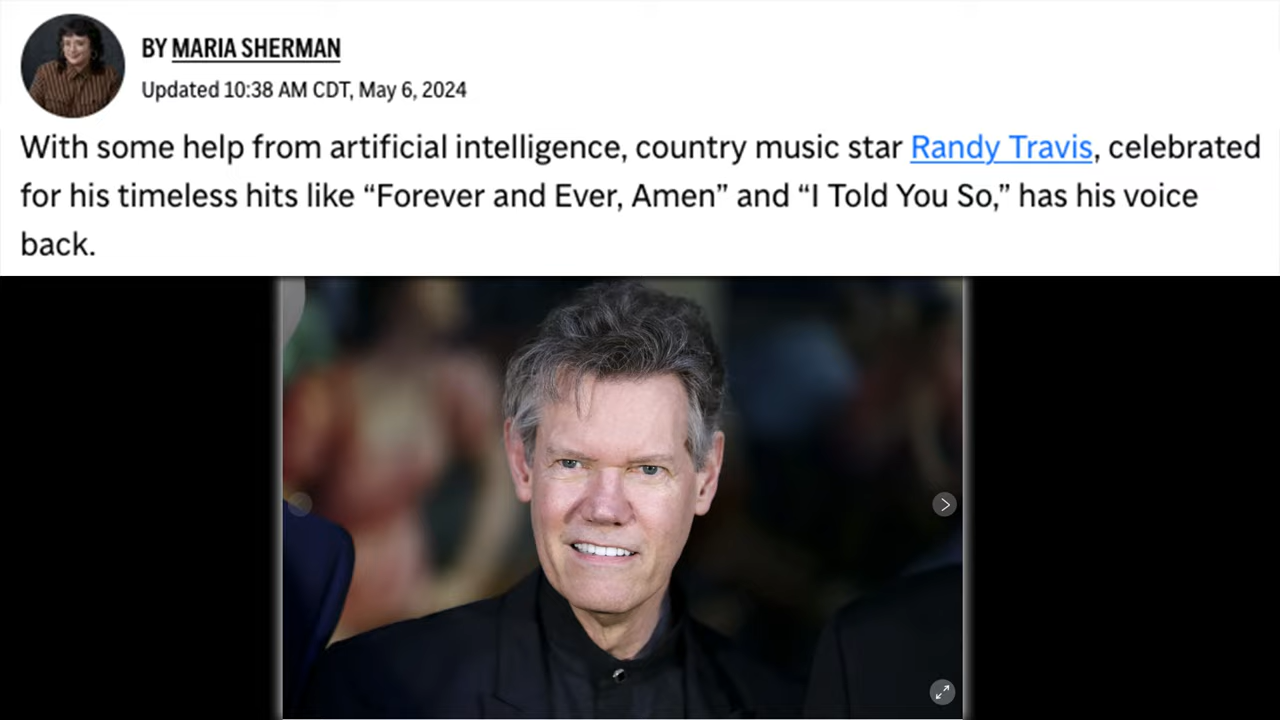 BY MARIA SHERMAN
Updated 10:38 AM CDT, May 6, 2024
With some help from artificial intelligence, country music star Randy Travis, celebrated
for his timeless hits like “Forever and Ever, Amen” and “I Told You So,” has his voice
back.